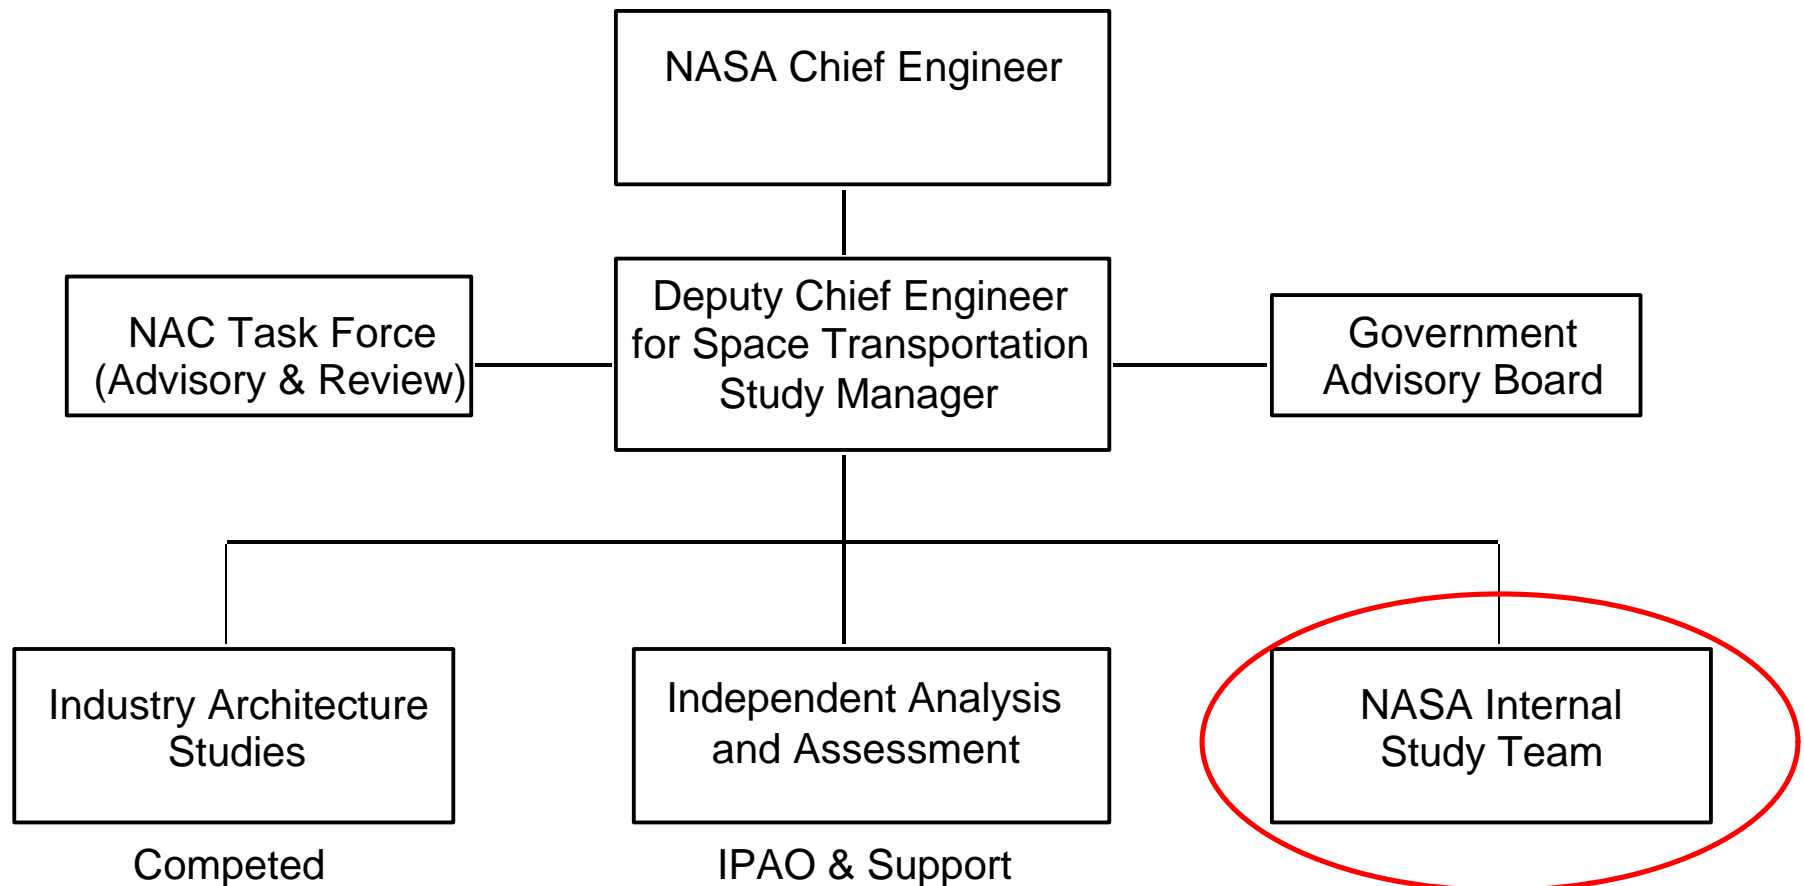 NASA Chief Engineer
NAC Task Force
(Advisory & Review)
Deputy Chief Engineer
for Space Transportation
Study Manager
Government
Advisory Board
Industry Architecture
Studies
Competed
Independent Analysis
and Assessment
IPAO & Support
NASA Internal
Study Team